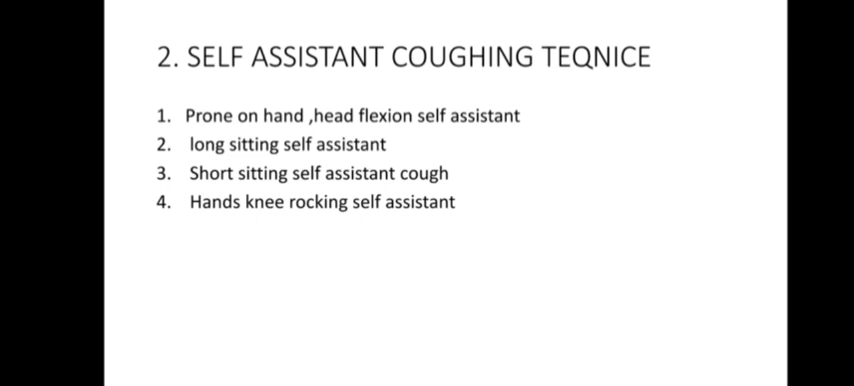 2. SELF ASSISTANT COUGHING TEQNICE
1. Prone on hand ,head flexion self assistant
2. long sitting self assistant
3. Short sitting self assistant cough
4. Hands knee rocking self assistant